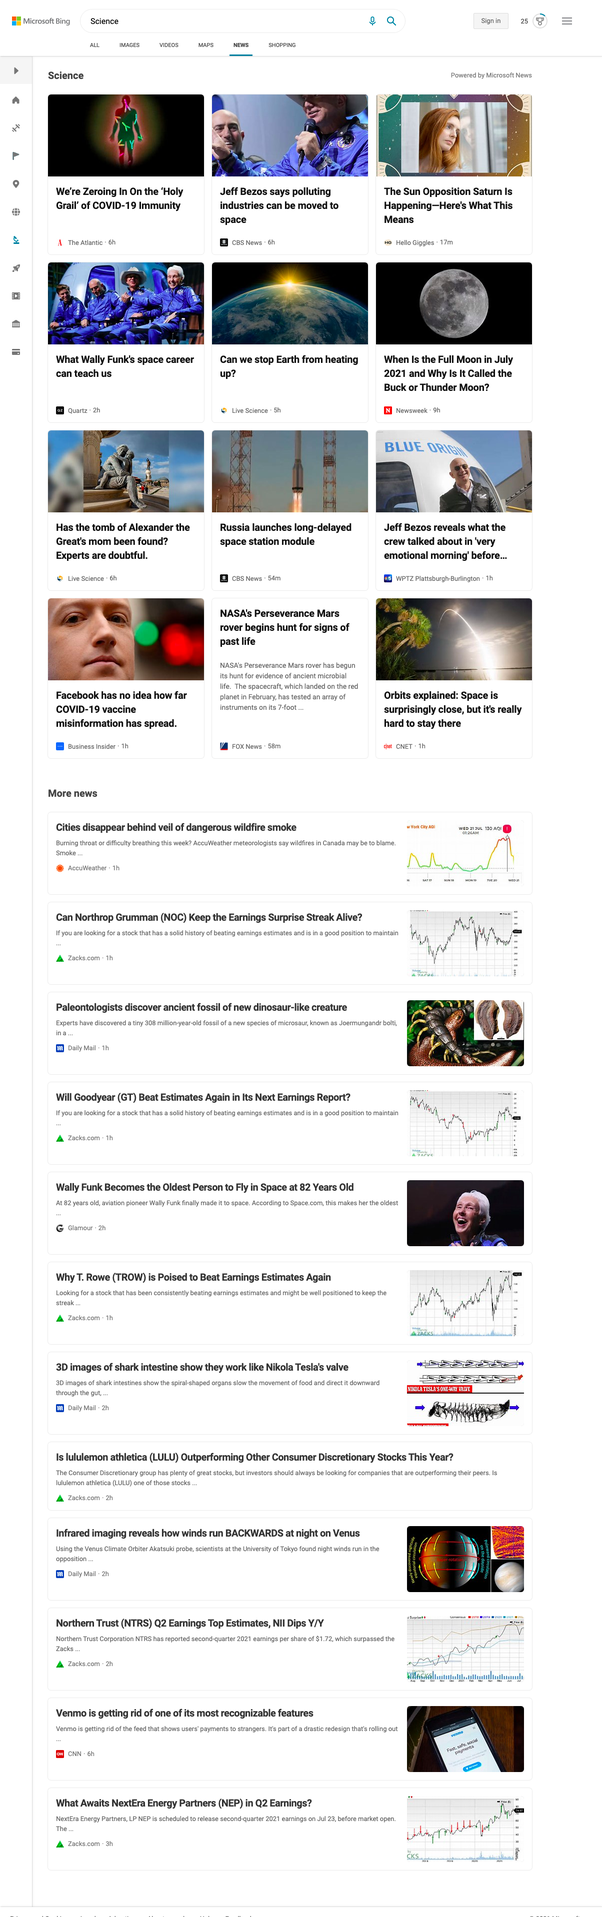 Microsoft Bing
Science
Sign in
25
ALL IMAGES VIDEOS MAPS NEWS SHOPPING
Science
Powered by Microsoft News
We're Zeroing In On the 'Holy
Grail' of COVID-19 Immunity
The Atlantic · 6h
Jeff Bezos says polluting
industries can be moved to
space
CBS News · 6h
The Sun Opposition Saturn Is
Happening—Here's What This
Means
Hello Giggles · 17m
What Wally Funk's space career
can teach us
Quartz · 2h
Can we stop Earth from heating
up?
Live Science · 5h
When Is the Full Moon in July
2021 and Why Is It Called the
Buck or Thunder Moon?
Newsweek · 9h
Has the tomb of Alexander the
Great's mom been found?
Experts are doubtful.
Live Science · 6h
Russia launches long-delayed
space station module
CBS News · 54m
BLUE ORIGIN
Jeff Bezos reveals what the
crew talked about in 'very
emotional morning' before...
WPTZ Plattsburgh-Burlington · 1h
Facebook has no idea how far
COVID-19 vaccine
misinformation has spread.
Business Insider · 1h
NASA's Perseverance Mars
rover begins hunt for signs of
past life
NASA's Perseverance Mars rover has begun
its hunt for evidence of ancient microbial
life. The spacecraft, which landed on the red
planet in February, has tested an array of
instruments on its 7-foot ...
FOX News · 58m
Orbits explained: Space is
surprisingly close, but it's really
hard to stay there
CNET · 1h
More news
Cities disappear behind veil of dangerous wildfire smoke
Burning throat or difficulty breathing this week? AccuWeather meteorologists say wildfires in Canada may be to blame.
Smoke ...
AccuWeather · 1h
Can Northrop Grumman (NOC) Keep the Earnings Surprise Streak Alive?
If you are looking for a stock that has a solid history of beating earnings estimates and is in a good position to maintain
...
Zacks.com · 1h
Paleontologists discover ancient fossil of new dinosaur-like creature
Experts have discovered a tiny 308 million-year-old fossil of a new species of microsaur, known as Joermungandr bolti,
in a ...
Daily Mail · 1h
Will Goodyear (GT) Beat Estimates Again in Its Next Earnings Report?
If you are looking for a stock that has a solid history of beating earnings estimates and is in a good position to maintain
...
Zacks.com · 1h
Wally Funk Becomes the Oldest Person to Fly in Space at 82 Years Old
At 82 years old, aviation pioneer Wally Funk finally made it to space. According to Space.com, this makes her the oldest
...
Glamour · 2h
Why T. Rowe (TROW) is Poised to Beat Earnings Estimates Again
Looking for a stock that has been consistently beating earnings estimates and might be well positioned to keep the
streak ...
Zacks.com · 1h
3D images of shark intestine show they work like Nikola Tesla's valve
3D images of shark intestines show the spiral-shaped organs slow the movement of food and direct it downward
through the gut, ...
Daily Mail · 2h
NIKOLA TESLA'S ONE-WAY VALVE
Is lululemon athletica (LULU) Outperforming Other Consumer Discretionary Stocks This Year?
The Consumer Discretionary group has plenty of great stocks, but investors should always be looking for companies that are outperforming their peers. Is
lululemon athletica (LULU) one of those stocks ...
Zacks.com · 2h
Infrared imaging reveals how winds run BACKWARDS at night on Venus
Using the Venus Climate Orbiter Akatsuki probe, scientists at the University of Tokyo found night winds run in the
opposition ...
Daily Mail · 2h
Northern Trust (NTRS) Q2 Earnings Top Estimates, NII Dips Y/Y
Northern Trust Corporation NTRS has reported second-quarter 2021 earnings per share of $1.72, which surpassed the
Zacks ...
Zacks.com · 2h
Venmo is getting rid of one of its most recognizable features
Venmo is getting rid of the feed that shows users' payments to strangers. It's part of a drastic redesign that's rolling out
...
CNN · 6h
Fast, safe, social
payments.
What Awaits NextEra Energy Partners (NEP) in Q2 Earnings?
NextEra Energy Partners, LP NEP is scheduled to release second-quarter 2021 earnings on Jul 23, before market open.
The ...
Zacks.com · 3h